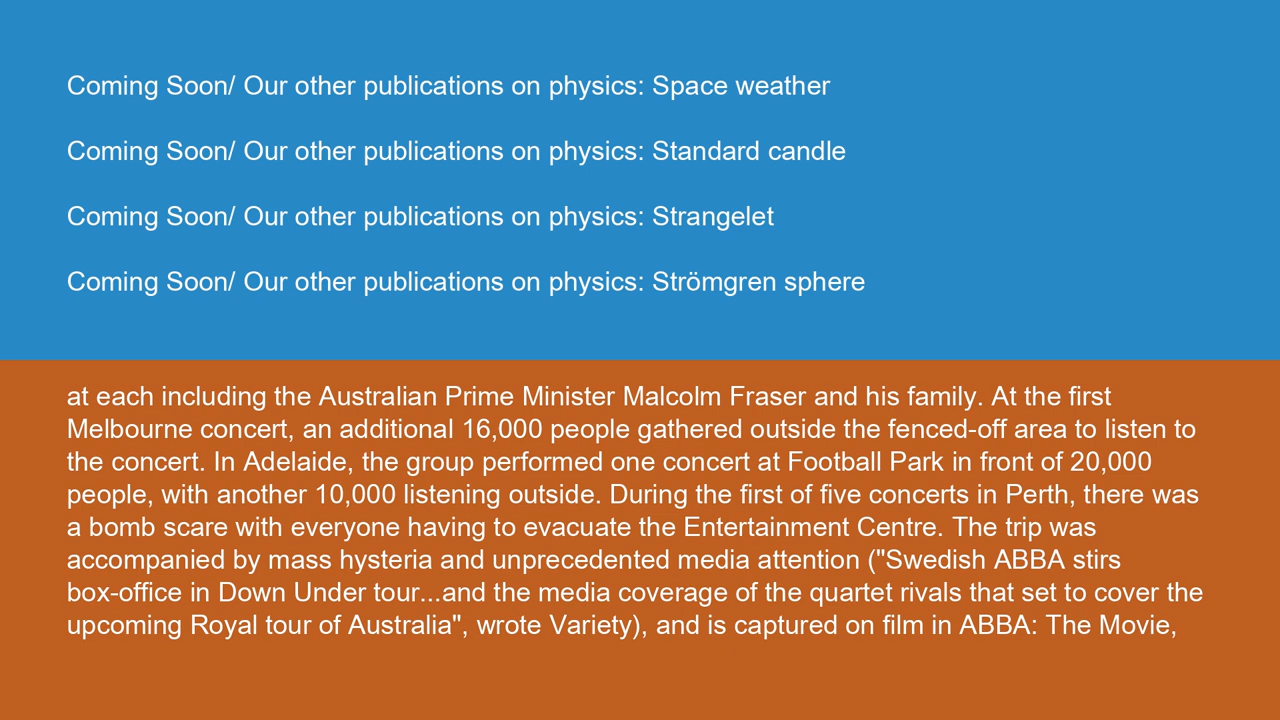 Coming Soon/ Our other publications on physics: Space weather
Coming Soon/ Our other publications on physics: Standard candle
Coming Soon/ Our other publications on physics: Strangelet
Coming Soon/ Our other publications on physics: Strömgren sphere
at each including the Australian Prime Minister Malcolm Fraser and his family. At the first
Melbourne concert, an additional 16,000 people gathered outside the fenced-off area to listen to
the concert. In Adelaide, the group performed one concert at Football Park in front of 20,000
people, with another 10,000 listening outside. During the first of five concerts in Perth, there was
a bomb scare with everyone having to evacuate the Entertainment Centre. The trip was
accompanied by mass hysteria and unprecedented media attention ("Swedish ABBA stirs
box-office in Down Under tour...and the media coverage of the quartet rivals that set to cover the
upcoming Royal tour of Australia", wrote Variety), and is captured on film in ABBA: The Movie,